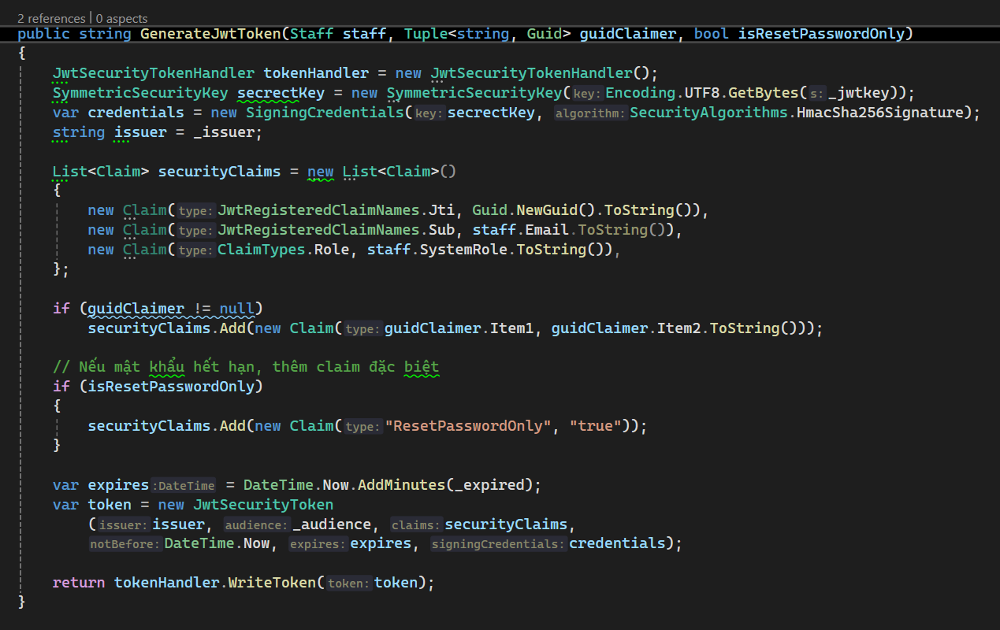 2 references | 0 aspects
public string GenerateJwtToken(Staff staff, Tuple<string, Guid> guidClaimer, bool isResetPasswordOnly)
{
JwtSecurityTokenHandler tokenHandler = new JwtSecurityTokenHandler();
SymmetricSecurityKey secrectKey = new SymmetricSecurityKey(key: Encoding.UTF8.GetBytes(s: _jwtkey));
var credentials = new SigningCredentials(key: secrectKey, algorithm: SecurityAlgorithms.HmacSha256Signature);
string issuer = _issuer;
List<Claim> securityClaims = new List<Claim>()
{
new Claim(type: JwtRegisteredClaimNames.Jti, Guid.NewGuid().ToString()),
new Claim(type: JwtRegisteredClaimNames.Sub, staff.Email.ToString()),
new Claim(type: ClaimTypes.Role, staff.SystemRole.ToString()),
};
if (guidClaimer != null)
securityClaims.Add(new Claim(type: guidClaimer.Item1, guidClaimer.Item2.ToString()));
// Nếu mật khẩu hết hạn, thêm claim đặc biệt
if (isResetPasswordOnly)
{
securityClaims.Add(new Claim(type: "ResetPasswordOnly", "true"));
}
var expires :DateTime = DateTime.Now.AddMinutes(_expired);
var token = new JwtSecurityToken
(issuer: issuer, audience: _audience, claims: securityClaims,
notBefore: DateTime.Now, expires: expires, signingCredentials: credentials);
return tokenHandler.WriteToken(token: token);
}